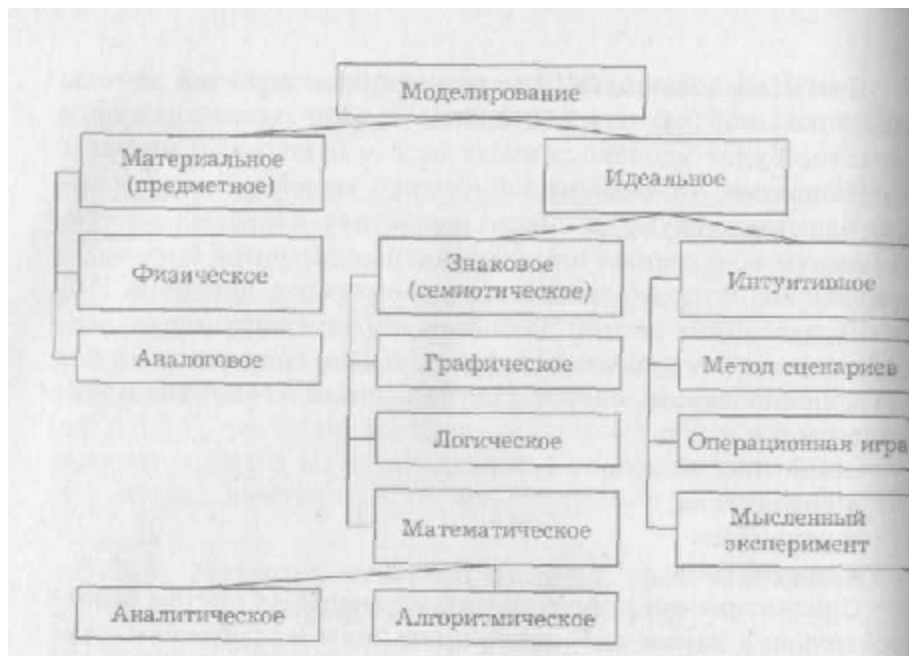 Моделирование
Материальное
(предметное)
Идеальное
Физическое
Знаковое
(семиотическое)
Интуитивное
Аналоговое
Графическое
Метод сценариев
Логическое
Операционная игра
Математическое
Мысленный
эксперимент
Аналитическое
Алгоритмическое